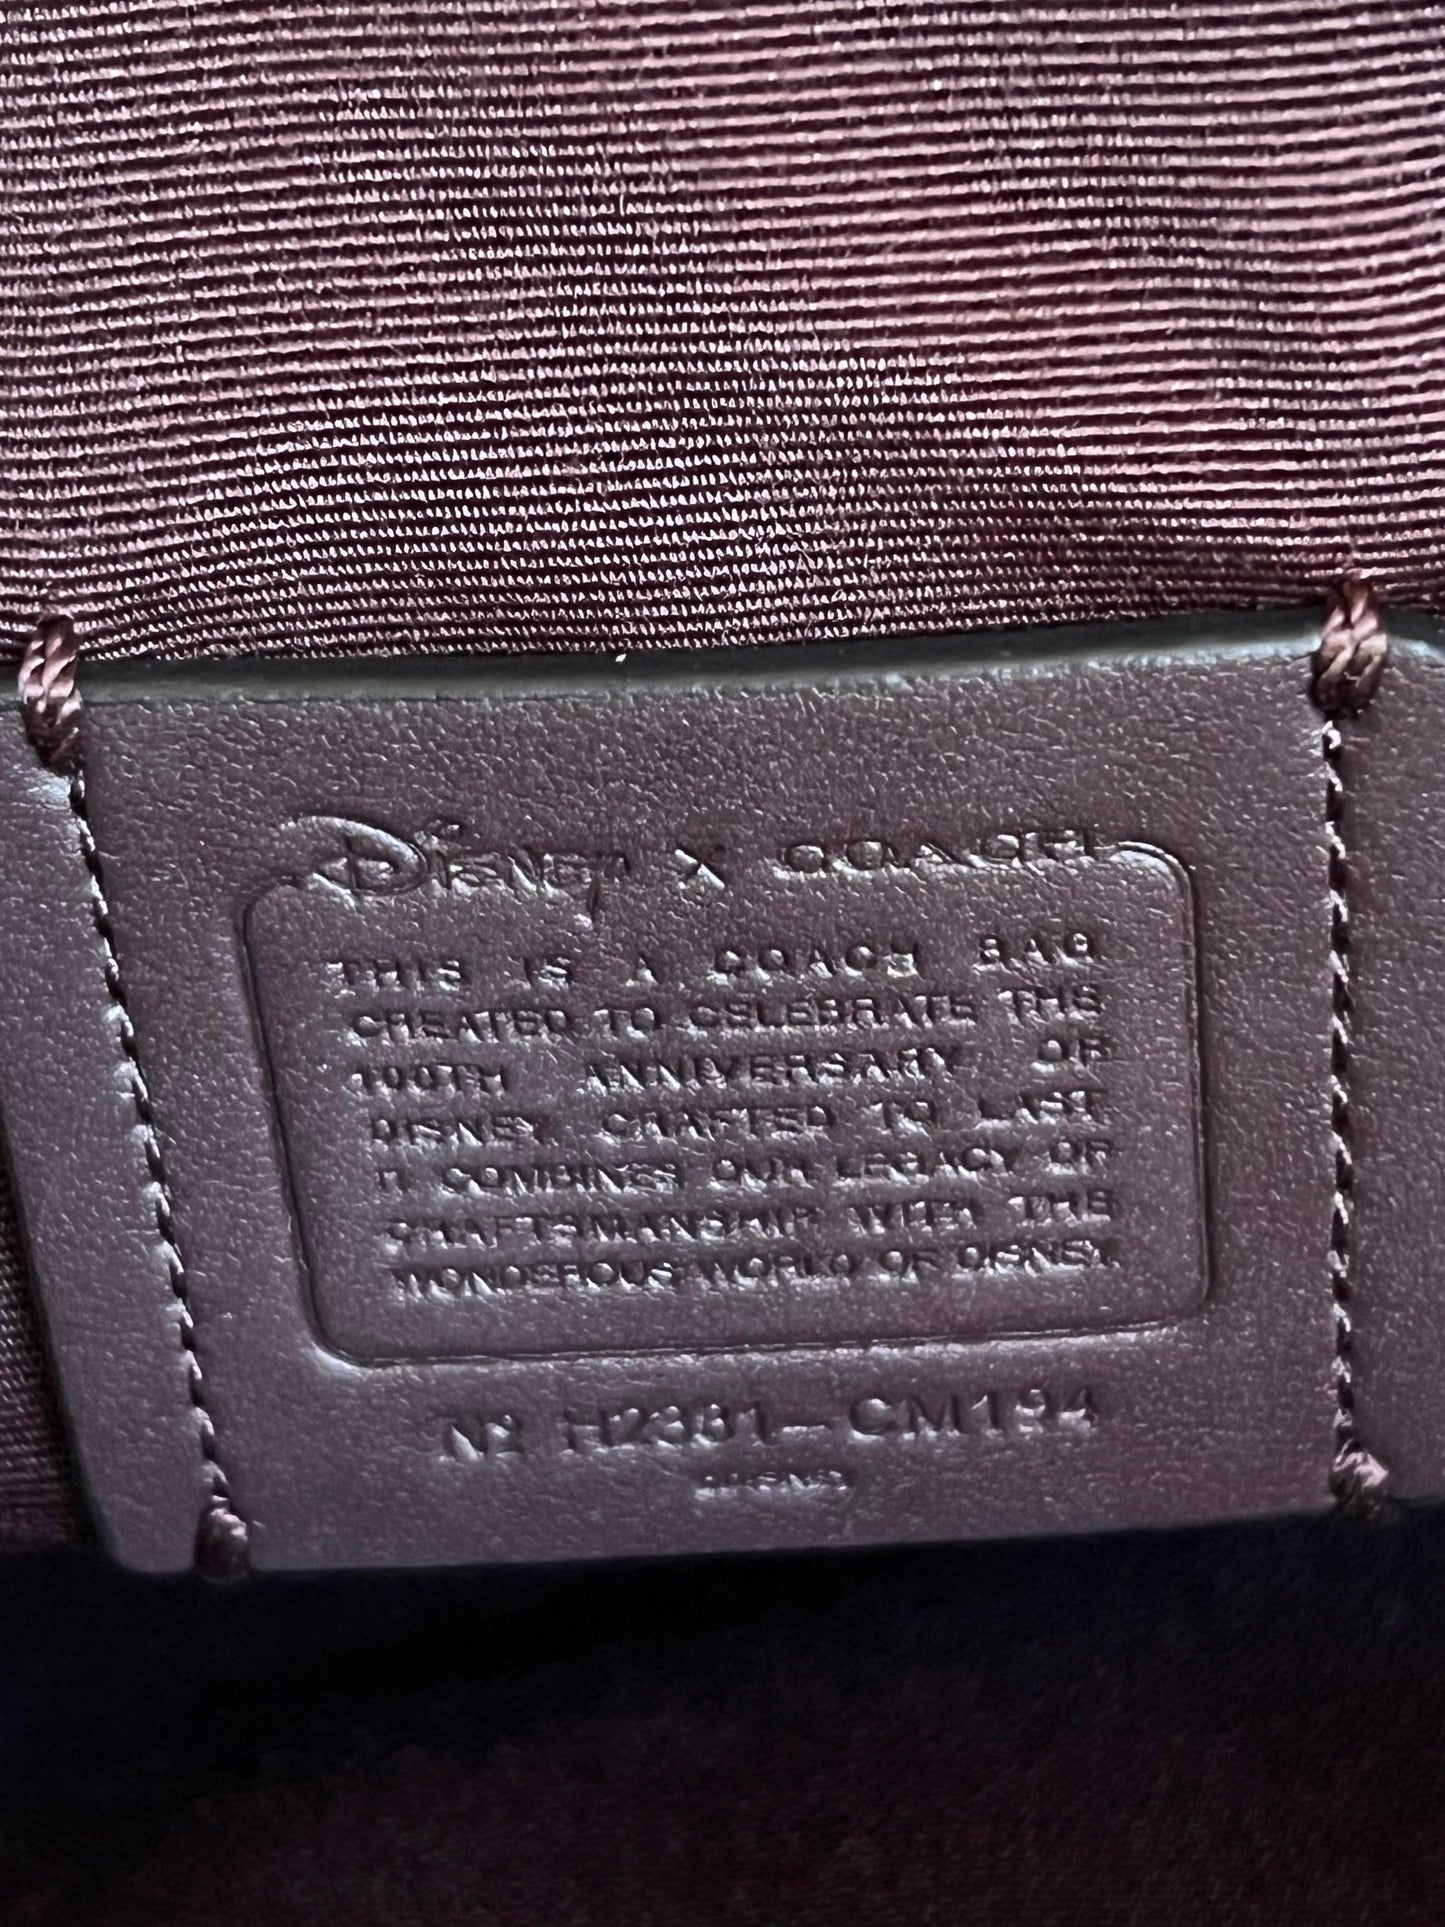 Disney X COACH
THIS IS A COACH BAG
CREATED TO CELEBRATE THE
100TH ANNIVERSARY OF
DISNEY. CRAFTED TO LAST
IT COMBINES OUR LEGACY OF
CRAFTSMANSHIP WITH THE
WONDEROUS WORLD OF DISNEY.
Nº H2381-CM194
©DISNEY